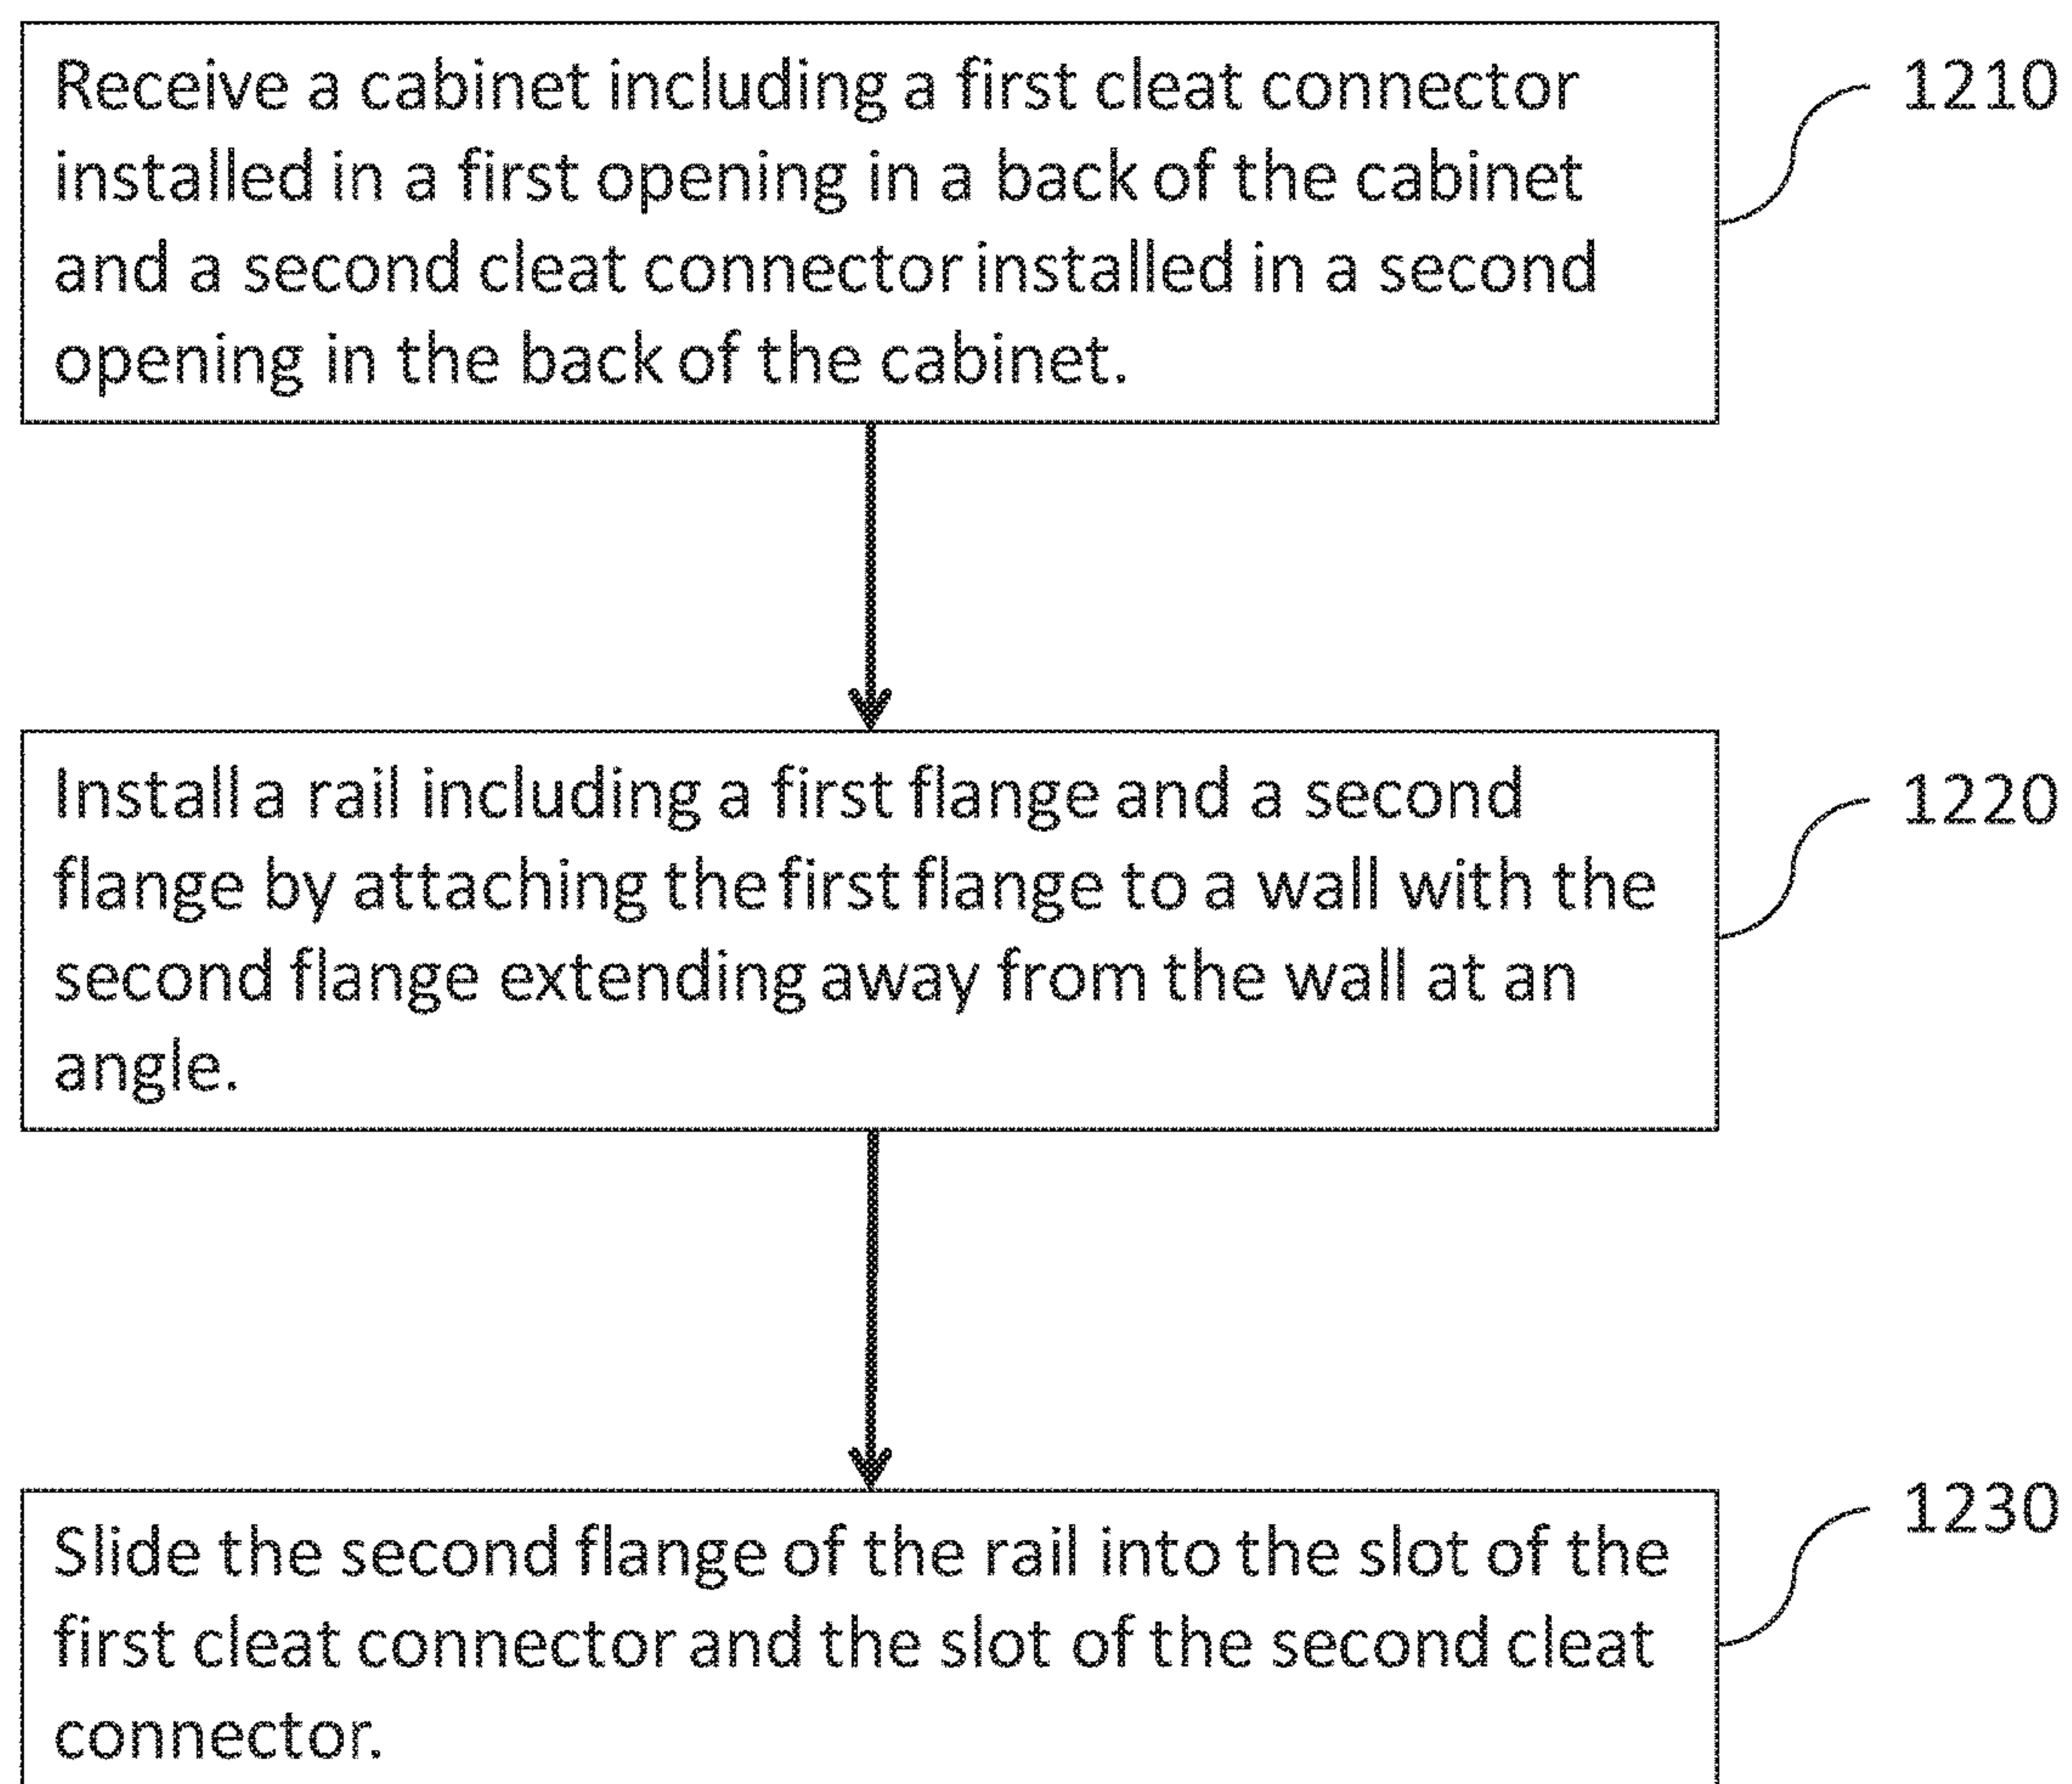 Receive a cabinet including a first cleat connector
installed in a first opening in a back of the cabinet
and a second cleat connector installed in a second
opening in the back of the cabinet.
1210
Install a rail including a first flange and a second
flange by attaching the first flange to a wall with the
second flange extending away from the wall at an
angle.
1220
Slide the second flange of the rail into the slot of the
first cleat connector and the slot of the second cleat
connector.
1230